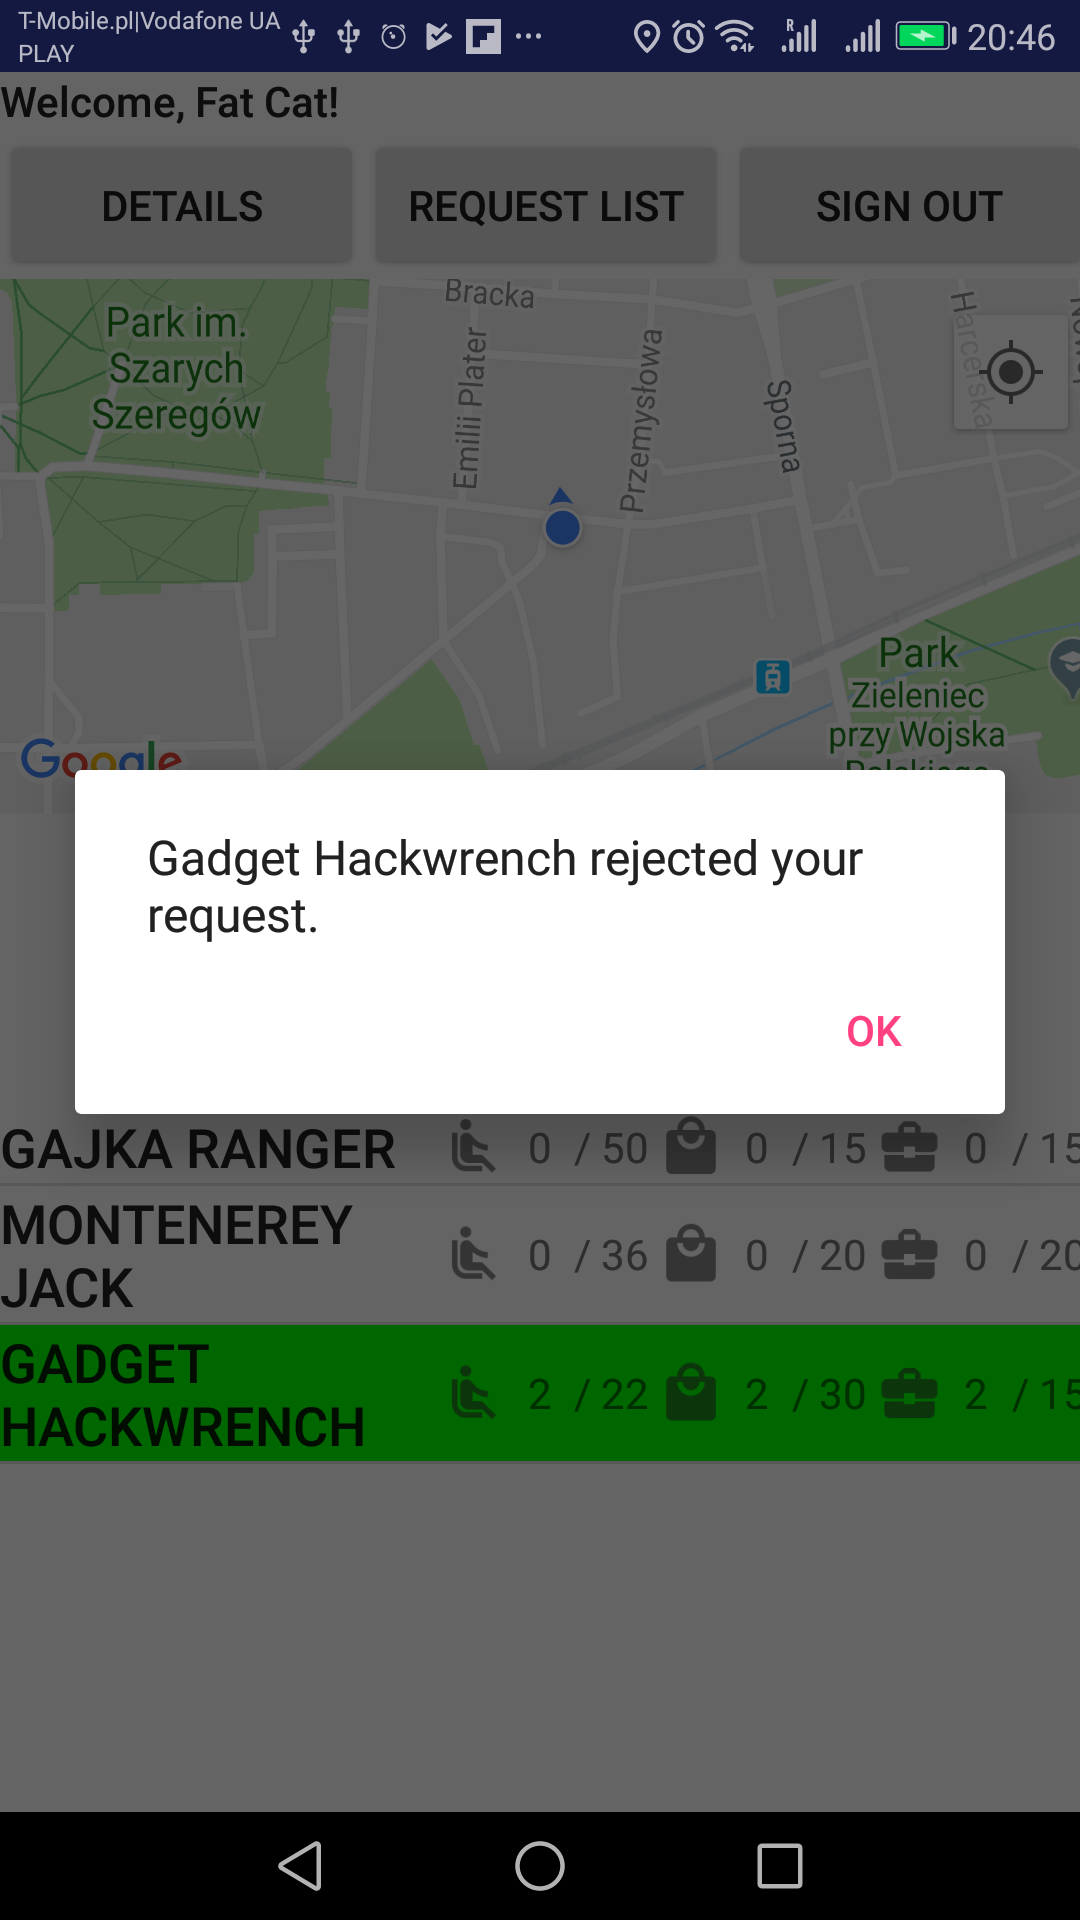 T-Mobile.pl|Vodafone UA
PLAY
R
20:46
Welcome, Fat Cat!
DETAILS
REQUEST LIST
SIGN OUT
Bracka
Park im.
Szarych
Szeregów
Emilii Plater
Przemysłowa
Sporna
Harcerska
Park
Zieleniec
przy Wojska
Polskiego
Google
Gadget Hackwrench rejected your
request.
OK
GAJKA RANGER 0 / 50 0 / 15 0 / 15
MONTENEREY
JACK
0 / 36 0 / 20 0 / 20
GADGET
HACKWRENCH
2 / 22 2 / 30 2 / 15